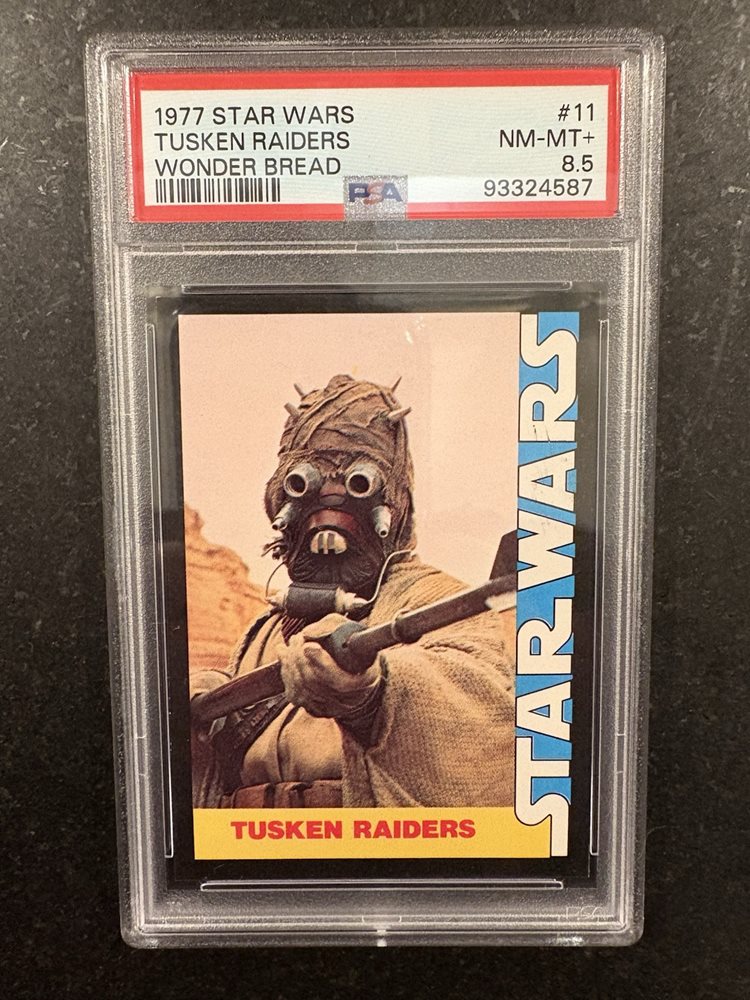 1977 STAR WARS #11
TUSKEN RAIDERS NM-MT+
WONDER BREAD 8.5
PSA 93324587
STAR WARS
TUSKEN RAIDERS